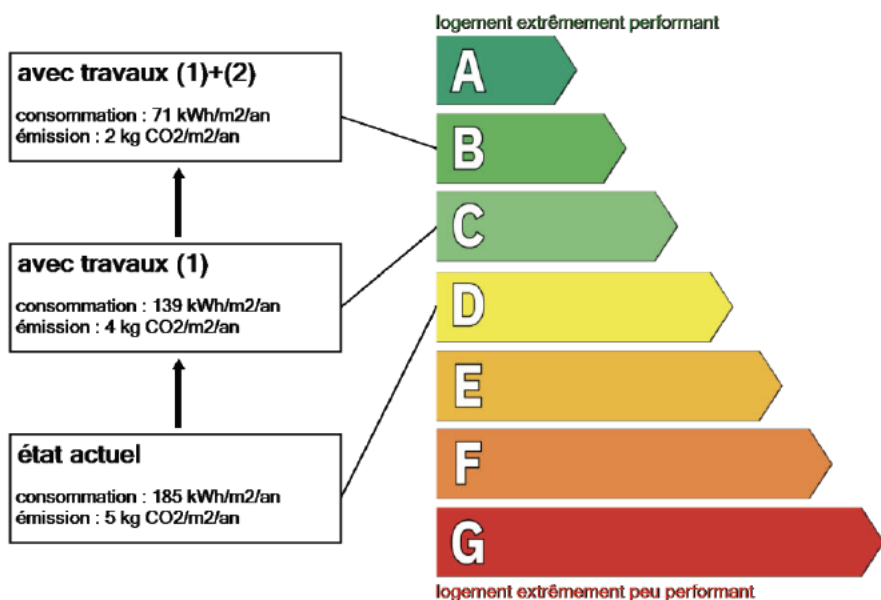 logement extrêmement performant
avec travaux (1)+(2)
consommation : 71 kWh/m2/an
émission : 2 kg CO2/m2/an
avec travaux (1)
consommation : 139 kWh/m2/an
émission : 4 kg CO2/m2/an
état actuel
consommation : 185 kWh/m2/an
émission : 5 kg CO2/m2/an
A
B
C
D
E
F
G
logement extrêmement peu performant